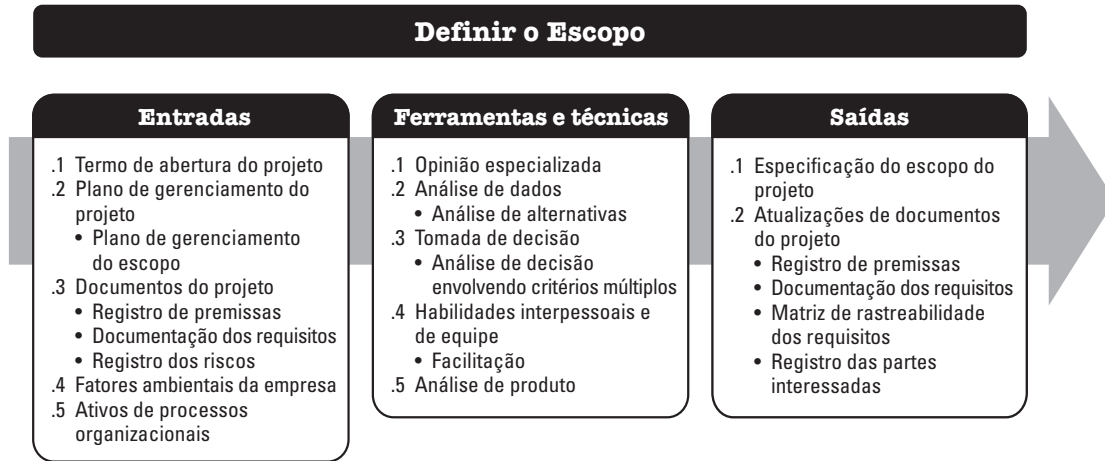 Definir o Escopo
Entradas
.1 Termo de abertura do projeto
.2 Plano de gerenciamento do
projeto
• Plano de gerenciamento
do escopo
.3 Documentos do projeto
• Registro de premissas
• Documentação dos requisitos
• Registro dos riscos
.4 Fatores ambientais da empresa
.5 Ativos de processos
organizacionais
Ferramentas e técnicas
.1 Opinião especializada
.2 Análise de dados
• Análise de alternativas
.3 Tomada de decisão
• Análise de decisão
envolvendo critérios múltiplos
.4 Habilidades interpessoais e
de equipe
• Facilitação
.5 Análise de produto
Saídas
.1 Especificação do escopo do
projeto
.2 Atualizações de documentos
do projeto
• Registro de premissas
• Documentação dos requisitos
• Matriz de rastreabilidade
dos requisitos
• Registro das partes
interessadas